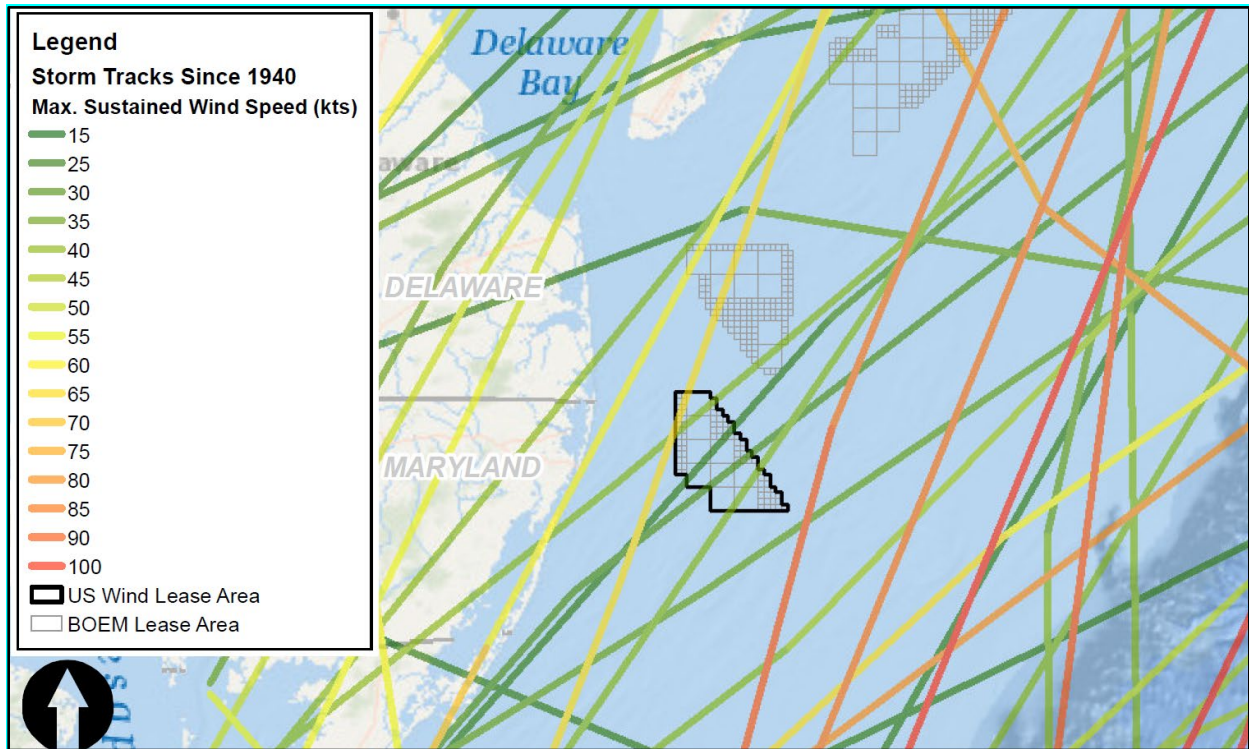 Legend
Storm Tracks Since 1940
Max. Sustained Wind Speed (kts)
15
25
30
35
40
45
50
55
60
65
70
75
80
85
90
100
US Wind Lease Area
BOEM Lease Area
Delaware
Bay
aware
DELAWARE
MARYLAND